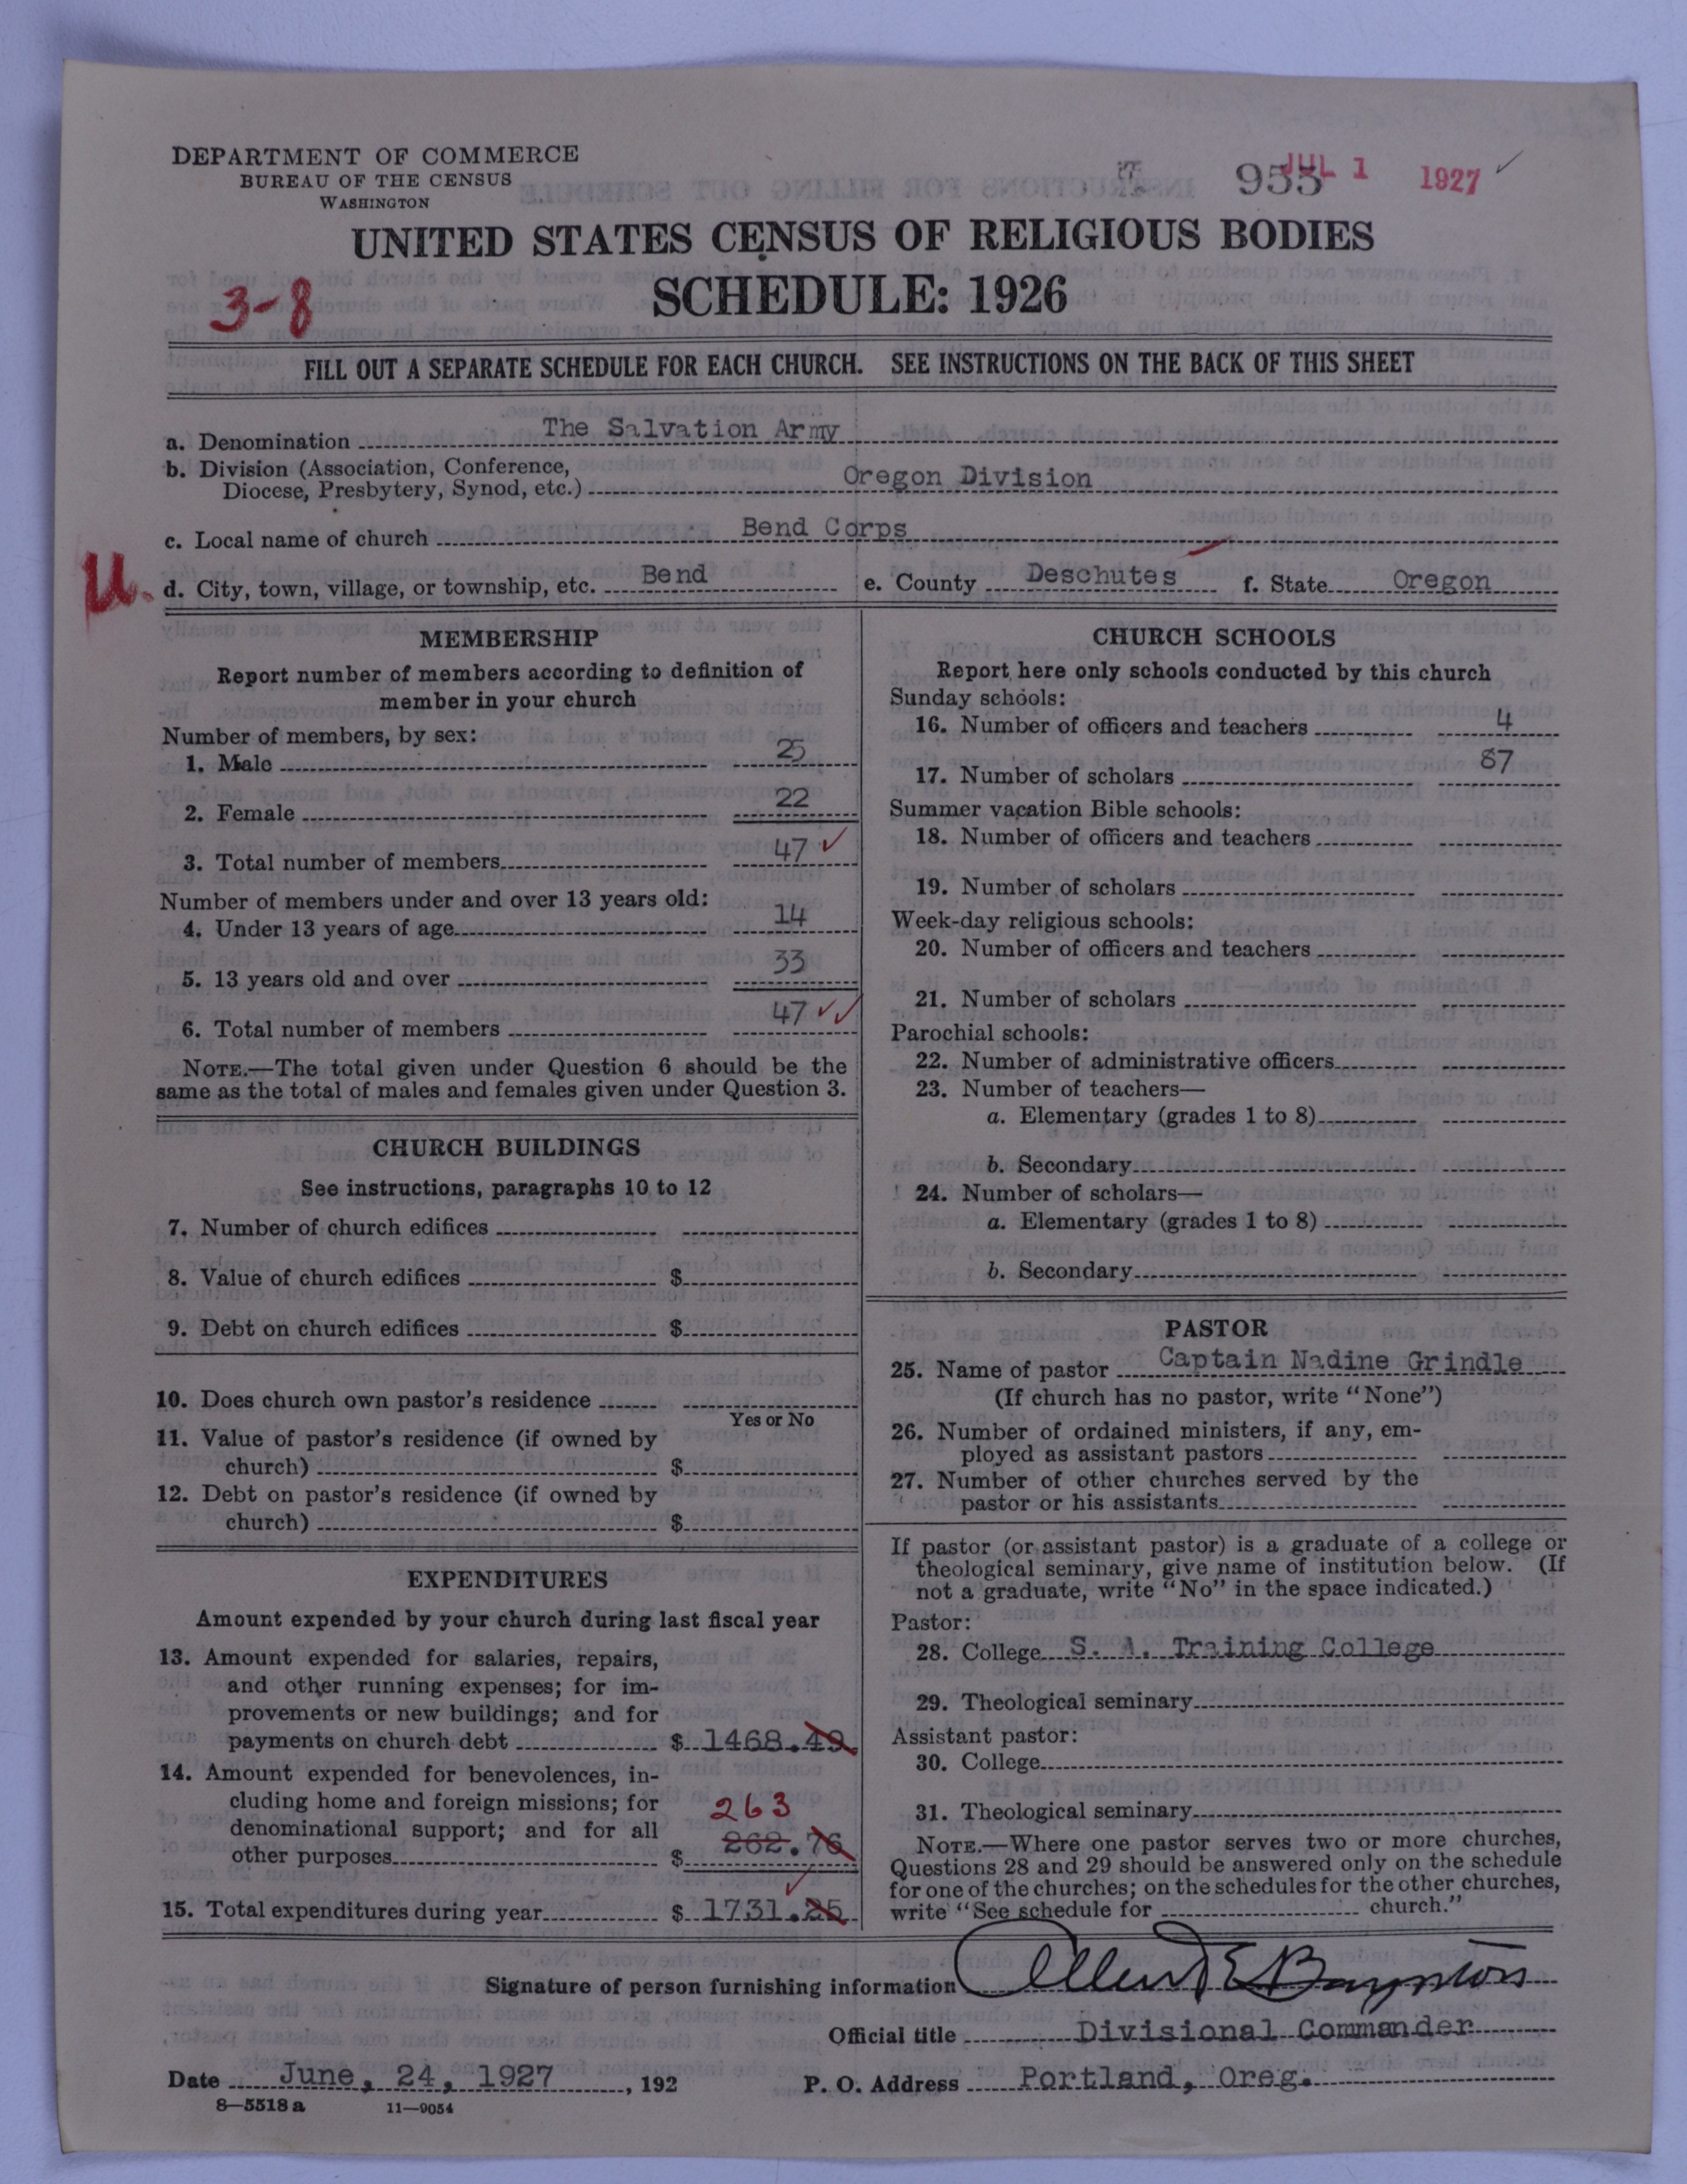 DEPARTMENT OF COMMERCE
BUREAU OF THE CENSUS
WASHINGTON
955 JUL 1 1927
UNITED STATES CENSUS OF RELIGIOUS BODIES
SCHEDULE: 1926
3-8
FILL OUT A SEPARATE SCHEDULE FOR EACH CHURCH. SEE INSTRUCTIONS ON THE BACK OF THIS SHEET
a. Denomination The Salvation Army
b. Division (Association, Conference,
Diocese, Presbytery, Synod, etc.) Oregon Division
c. Local name of church Bend Corps
U. d. City, town, village, or township, etc. Bend e. County Deschutes f. State Oregon
MEMBERSHIP
Report number of members according to definition of
member in your church
Number of members, by sex:
1. Male 25
2. Female 22
3. Total number of members 47 ✓
Number of members under and over 13 years old:
4. Under 13 years of age 14
5. 13 years old and over 33
6. Total number of members 47 ✓✓
NOTE.—The total given under Question 6 should be the
same as the total of males and females given under Question 3.
CHURCH BUILDINGS
See instructions, paragraphs 10 to 12
7. Number of church edifices
8. Value of church edifices $
9. Debt on church edifices $
10. Does church own pastor's residence
Yes or No
11. Value of pastor's residence (if owned by
church) $
12. Debt on pastor's residence (if owned by
church) $
EXPENDITURES
Amount expended by your church during last fiscal year
13. Amount expended for salaries, repairs,
and other running expenses; for im-
provements or new buildings; and for
payments on church debt $ 1468.49
14. Amount expended for benevolences, in-
cluding home and foreign missions; for
denominational support; and for all
263
other purposes $ 262.76
15. Total expenditures during year $ 1731.25
CHURCH SCHOOLS
Report here only schools conducted by this church
Sunday schools:
16. Number of officers and teachers 4
17. Number of scholars 87
Summer vacation Bible schools:
18. Number of officers and teachers
19. Number of scholars
Week-day religious schools:
20. Number of officers and teachers
21. Number of scholars
Parochial schools:
22. Number of administrative officers
23. Number of teachers—
a. Elementary (grades 1 to 8)
b. Secondary
24. Number of scholars—
a. Elementary (grades 1 to 8)
b. Secondary
PASTOR
25. Name of pastor Captain Nadine Grindle
(If church has no pastor, write "None")
26. Number of ordained ministers, if any, em-
ployed as assistant pastors
27. Number of other churches served by the
pastor or his assistants
If pastor (or assistant pastor) is a graduate of a college or
theological seminary, give name of institution below. (If
not a graduate, write "No" in the space indicated.)
Pastor:
28. College S. A. Training College
29. Theological seminary
Assistant pastor:
30. College
31. Theological seminary
NOTE.—Where one pastor serves two or more churches,
Questions 28 and 29 should be answered only on the schedule
for one of the churches; on the schedules for the other churches,
write "See schedule for church."
Signature of person furnishing information
Official title Divisional Commander
Date June, 24, 1927, 192 P. O. Address Portland, Oreg.
8—5518a 11—9054